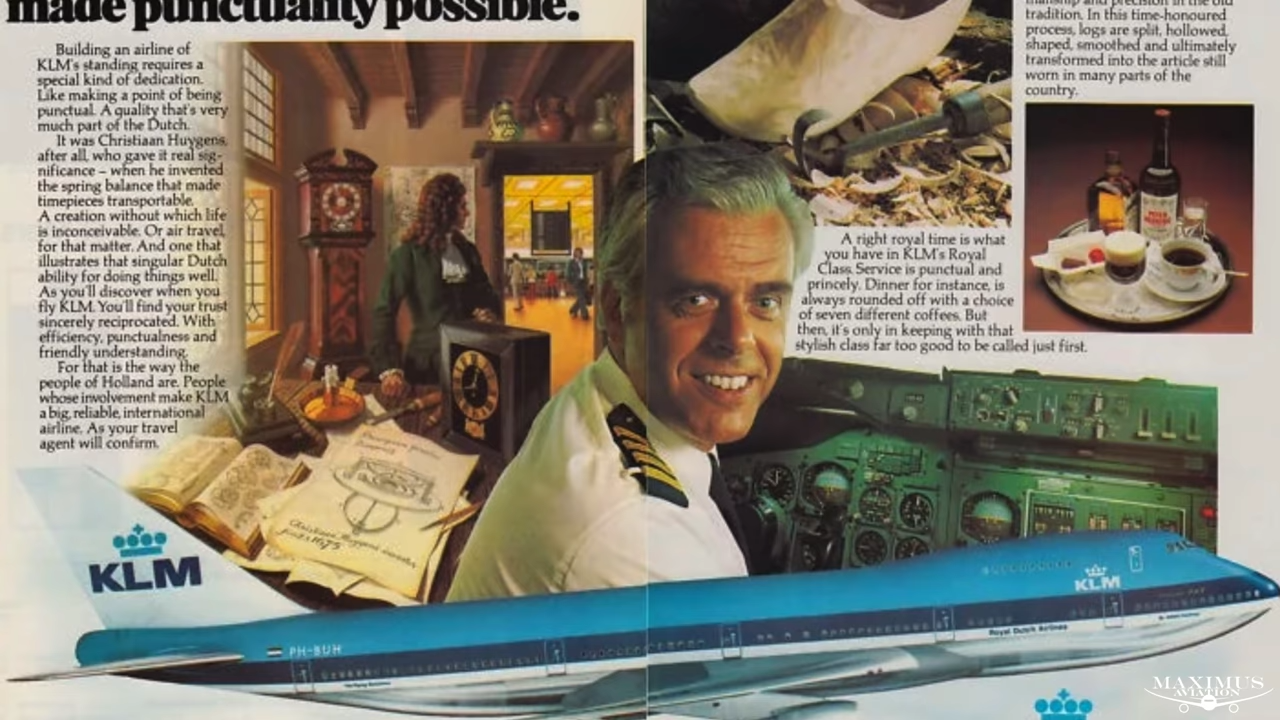 made punctuality possible.
Building an airline of
KLM's standing requires a
special kind of dedication.
Like making a point of being
punctual. A quality that's very
much part of the Dutch.
It was Christiaan Huygens,
after all, who gave it real sig-
nificance – when he invented
the spring balance that made
timepieces transportable.
A creation without which life
is inconceivable. Or air travel,
for that matter. And one that
illustrates that singular Dutch
ability for doing things well.
As you'll discover when you
fly KLM. You'll find your trust
sincerely reciprocated. With
efficiency, punctualness and
friendly understanding.
For that is the way the
people of Holland are. People
whose involvement make KLM
a big, reliable, international
airline. As your travel
agent will confirm.
manship and precision in the old
tradition. In this time-honoured
process, logs are split, hollowed,
shaped, smoothed and ultimately
transformed into the article still
worn in many parts of the
country.
A right royal time is what
you have in KLM's Royal
Class. Service is punctual and
princely. Dinner for instance, is
always rounded off with a choice
of seven different coffees. But
then, it's only in keeping with that
stylish class far too good to be called just first.
KLM
PH-BUH
KLM
Royal Dutch Airlines
MAXIMUS
AVIATION